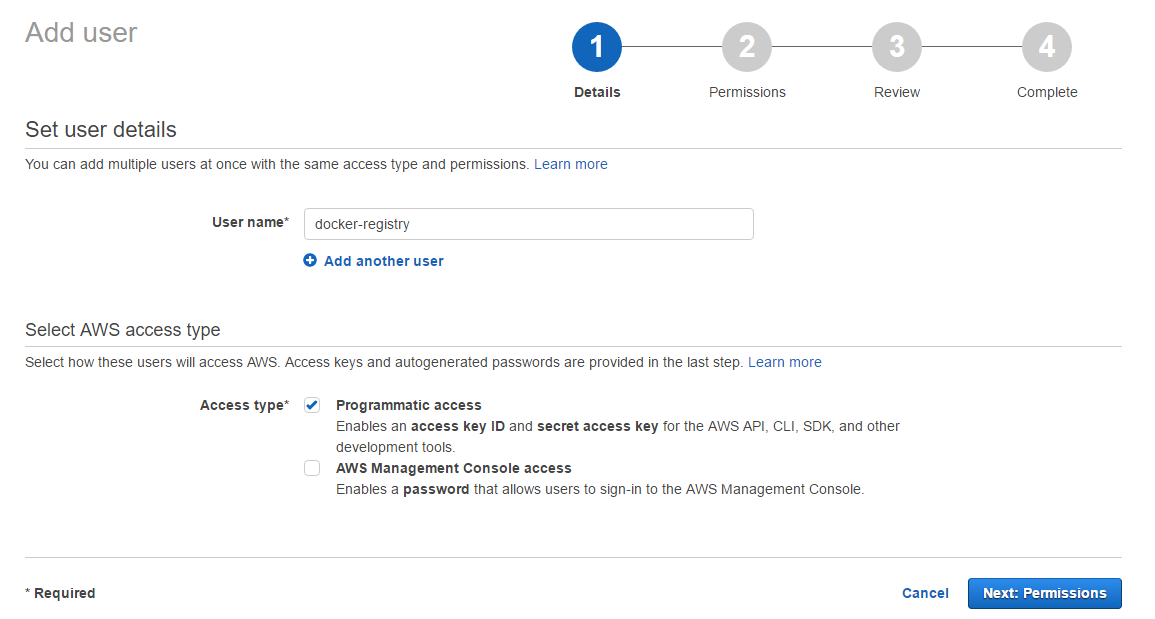 Add user
1
2
3
4
Details
Permissions
Review
Complete
Set user details
You can add multiple users at once with the same access type and permissions. Learn more
User name*
docker-registry
Add another user
Select AWS access type
Select how these users will access AWS. Access keys and autogenerated passwords are provided in the last step. Learn more
Access type*
Programmatic access
Enables an access key ID and secret access key for the AWS API, CLI, SDK, and other
development tools.
AWS Management Console access
Enables a password that allows users to sign-in to the AWS Management Console.
* Required
Cancel
Next: Permissions